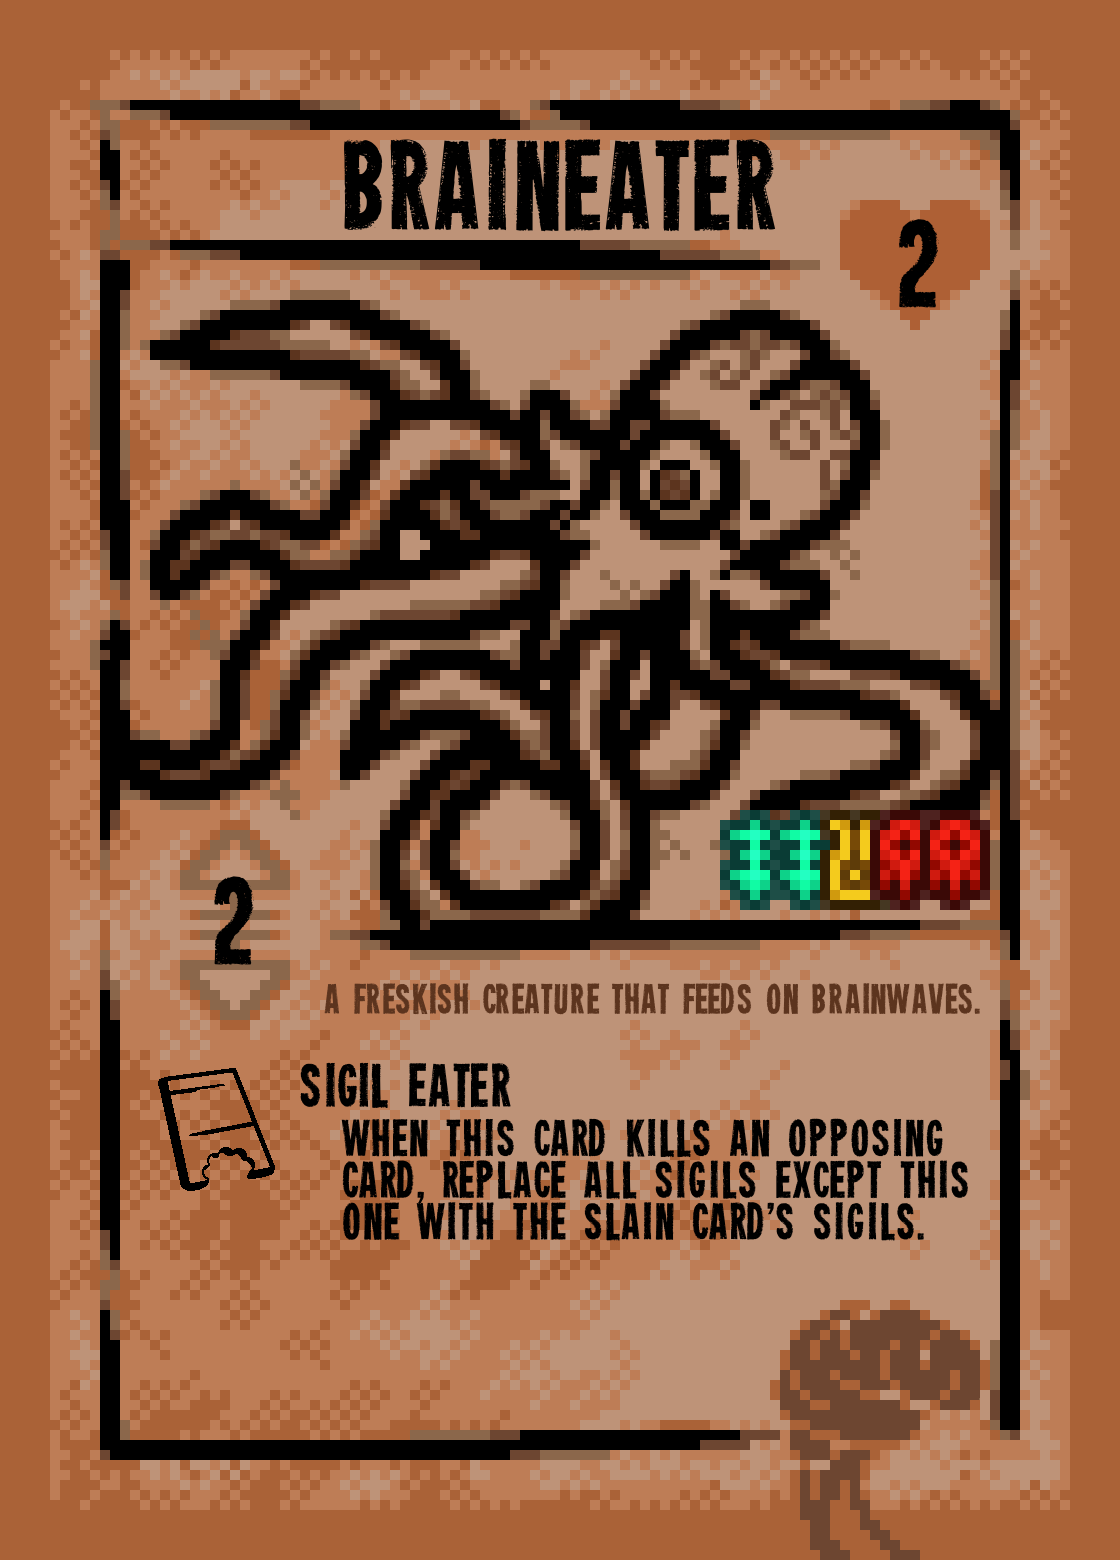 BRAINEATER
2
2
A FRESKISH CREATURE THAT FEEDS ON BRAINWAVES.
SIGIL EATER
WHEN THIS CARD KILLS AN OPPOSING
CARD, REPLACE ALL SIGILS EXCEPT THIS
ONE WITH THE SLAIN CARD'S SIGILS.